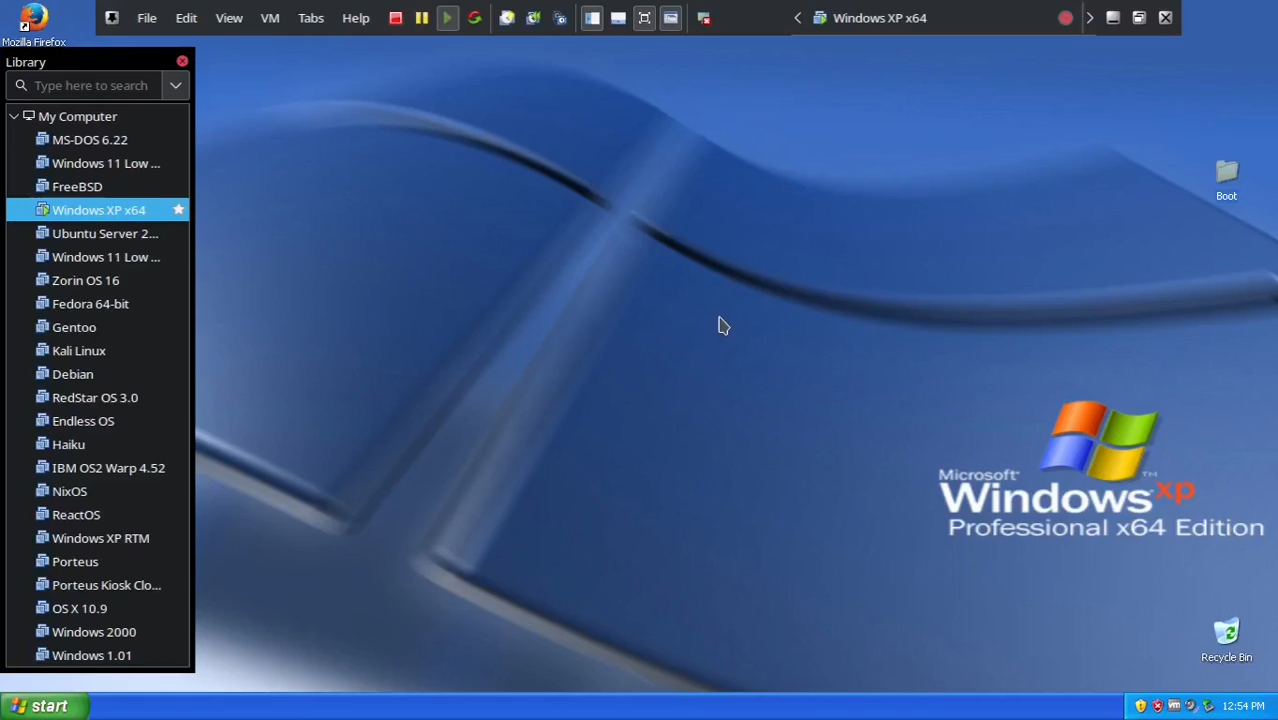 Mozilla Firefox
File Edit View VM Tabs Help
Windows XP x64
Library
Type here to search
My Computer
MS-DOS 6.22
Windows 11 Low ...
FreeBSD
Windows XP x64
Ubuntu Server 2...
Windows 11 Low ...
Zorin OS 16
Fedora 64-bit
Gentoo
Kali Linux
Debian
RedStar OS 3.0
Endless OS
Haiku
IBM OS2 Warp 4.52
NixOS
ReactOS
Windows XP RTM
Porteus
Porteus Kiosk Clo...
OS X 10.9
Windows 2000
Windows 1.01
Boot
Microsoft®
Windows xp™
Professional x64 Edition
Recycle Bin
start
12:54 PM